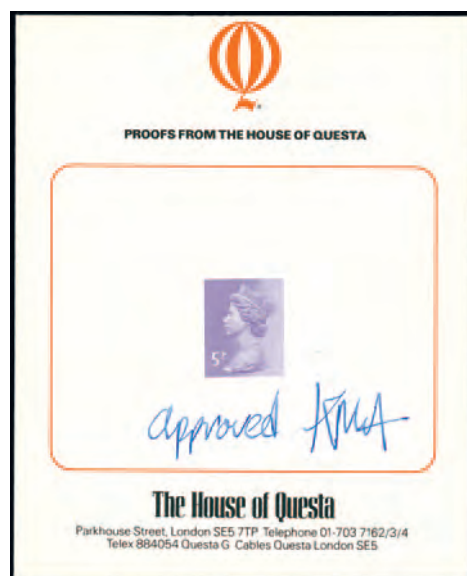 PROOFS FROM THE HOUSE OF QUESTA
5P
approved
The House of Questa
Parkhouse Street, London SE5 7TP Telephone 01-703 7162/3/4
Telex 884054 Questa G Cables Questa London SE5